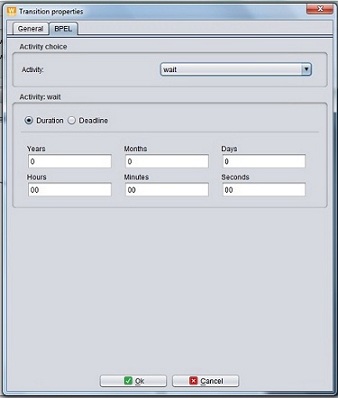 Transition properties
General BPEL
Activity choice
Activity: wait
Activity: wait
Duration Deadline
Years Months Days
0 0 0
Hours Minutes Seconds
00 00 00
Ok Cancel